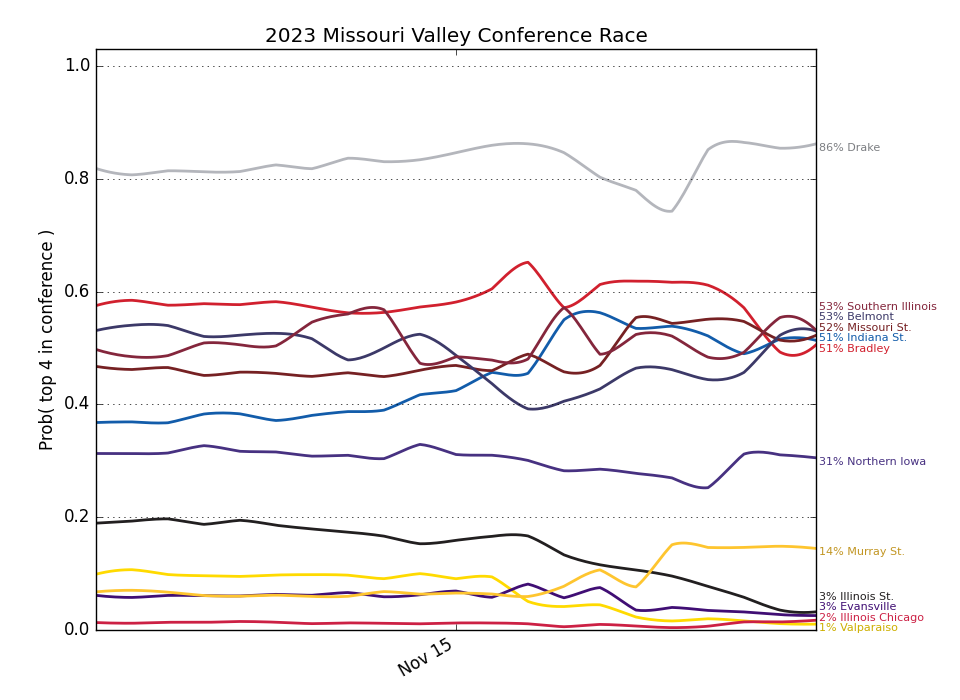 2023 Missouri Valley Conference Race
Prob( top 4 in conference )
1.0
0.8
0.6
0.4
0.2
0.0
Nov 15
86% Drake
53% Southern Illinois
53% Belmont
52% Missouri St.
51% Indiana St.
51% Bradley
31% Northern Iowa
14% Murray St.
3% Illinois St.
3% Evansville
2% Illinois Chicago
1% Valparaiso